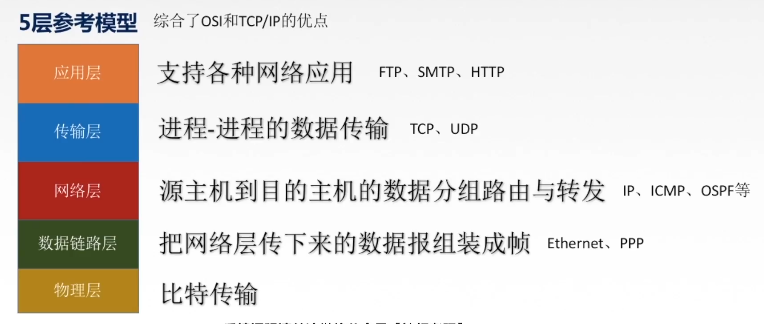 5层参考模型 综合了OSI和TCP/IP的优点
应用层 支持各种网络应用 FTP、SMTP、HTTP
传输层 进程-进程的数据传输 TCP、UDP
网络层 源主机到目的主机的数据分组路由与转发 IP、ICMP、OSPF等
数据链路层 把网络层传下来的数据报组装成帧 Ethernet、PPP
物理层 比特传输